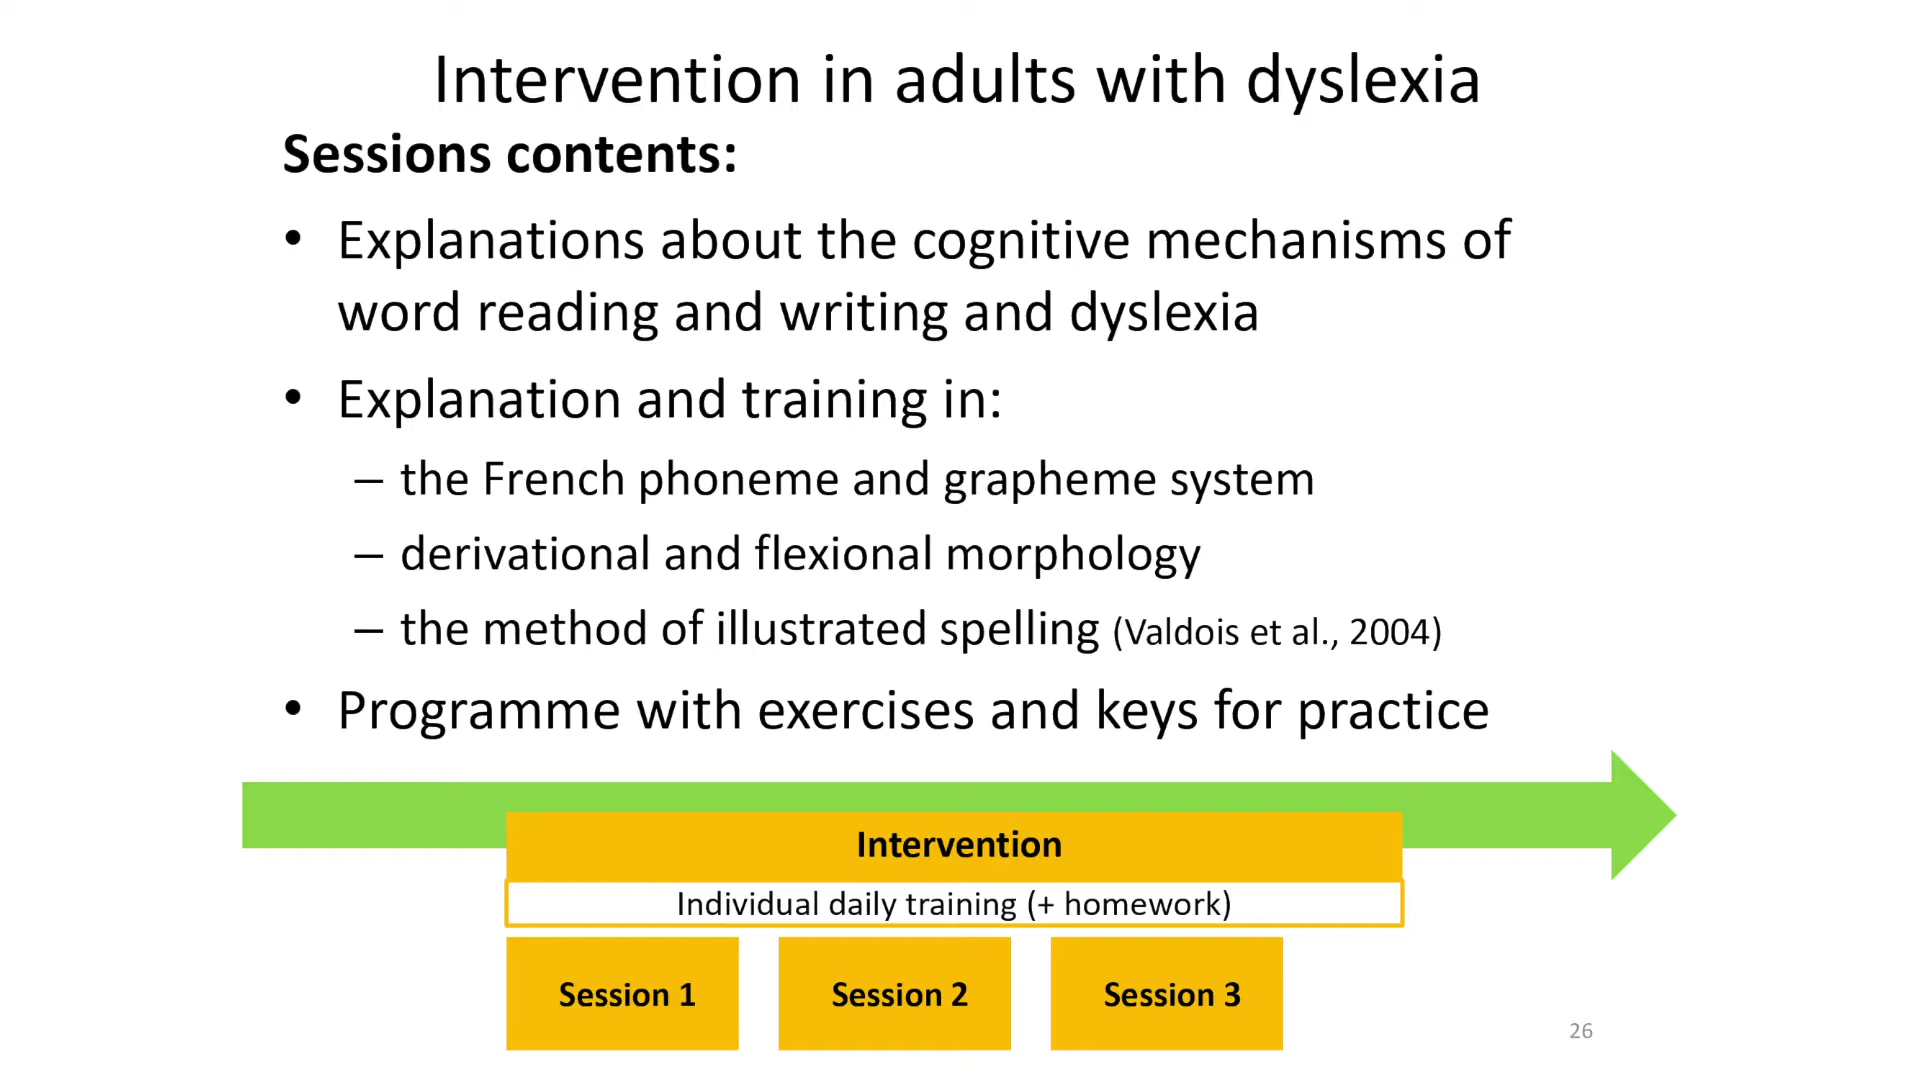 Intervention in adults with dyslexia
Sessions contents:
• Explanations about the cognitive mechanisms of
word reading and writing and dyslexia
• Explanation and training in:
– the French phoneme and grapheme system
– derivational and flexional morphology
– the method of illustrated spelling (Valdois et al., 2004)
• Programme with exercises and keys for practice
Intervention
Individual daily training (+ homework)
Session 1
Session 2
Session 3
26